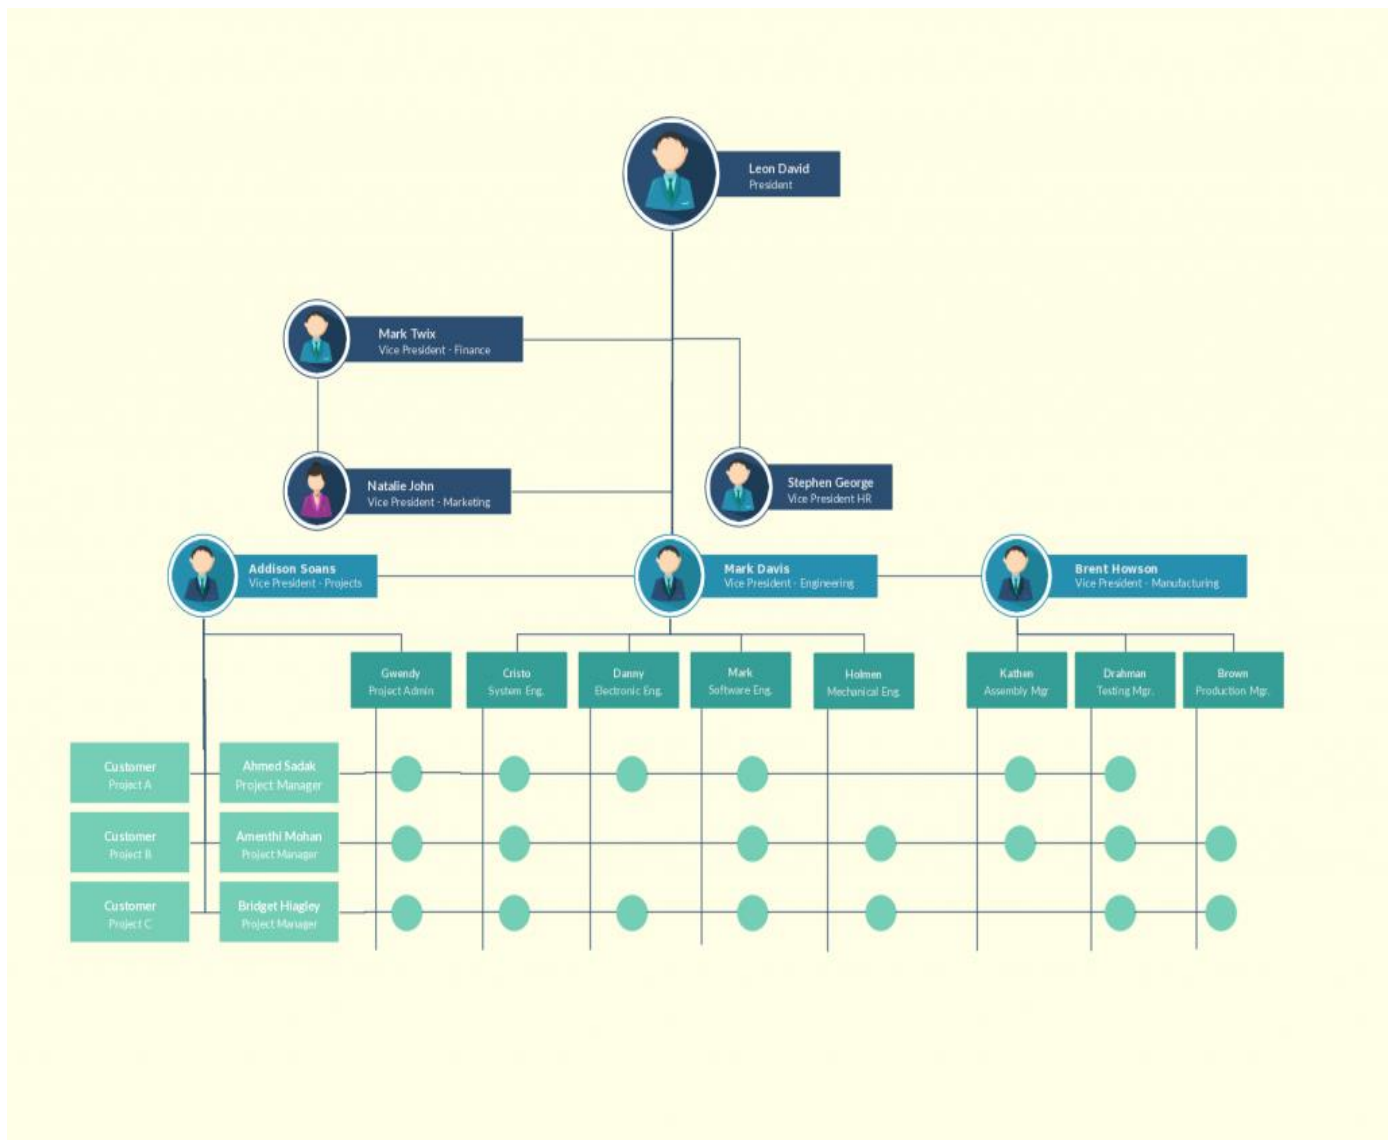 Leon David
President
Mark Twix
Vice President - Finance
Natalie John
Vice President - Marketing
Stephen George
Vice President HR
Addison Soans
Vice President - Projects
Mark Davis
Vice President - Engineering
Brent Howson
Vice President - Manufacturing
Gwendy
Project Admin
Cristo
System Eng.
Danny
Electronic Eng.
Mark
Software Eng.
Holmen
Mechanical Eng.
Kathen
Assembly Mgr
Drahman
Testing Mgr.
Brown
Production Mgr.
Customer
Project A
Ahmed Sadak
Project Manager
Customer
Project B
Amenthi Mohan
Project Manager
Customer
Project C
Bridget Hiagley
Project Manager